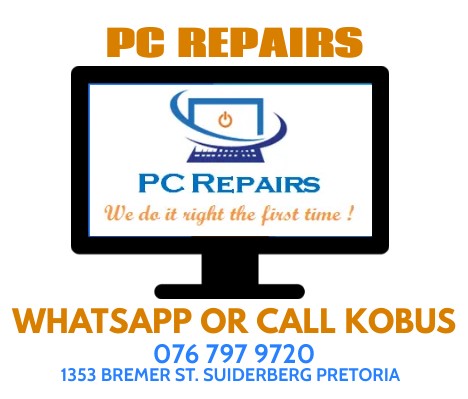 PC REPAIRS
PC REPAIRS
We do it right the first time !
WHATSAPP OR CALL KOBUS
076 797 9720
1353 BREMER ST. SUIDERBERG PRETORIA